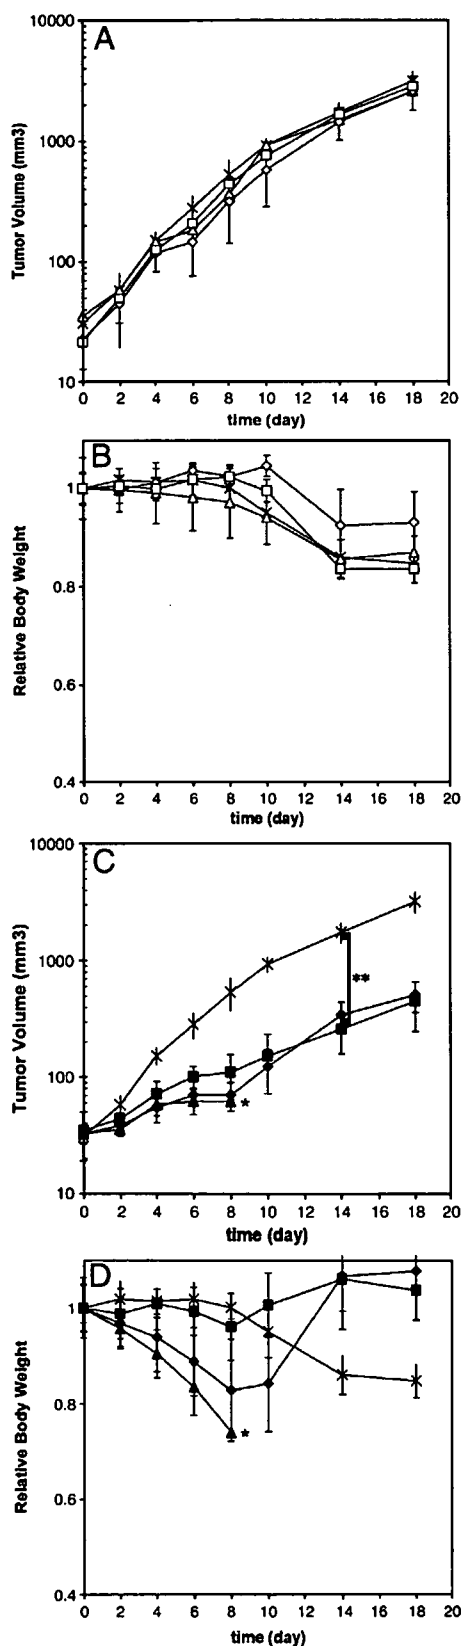 A
10000
1000
100
10
Tumor Volume (mm3)
0 2 4 6 8 10 12 14 16 18 20
time (day)
B
1
0.8
0.6
0.4
Relative Body Weight
0 2 4 6 8 10 14 16 18 20
time (day)
C
10000
1000
100
10
Tumor Volume (mm3)
**
*
0 2 4 6 8 10 12 14 16 18 20
time (day)
D
1
0.8
0.6
0.4
Relative Body Weight
*
0 2 4 6 8 10 12 14 16 18 20
time (day)